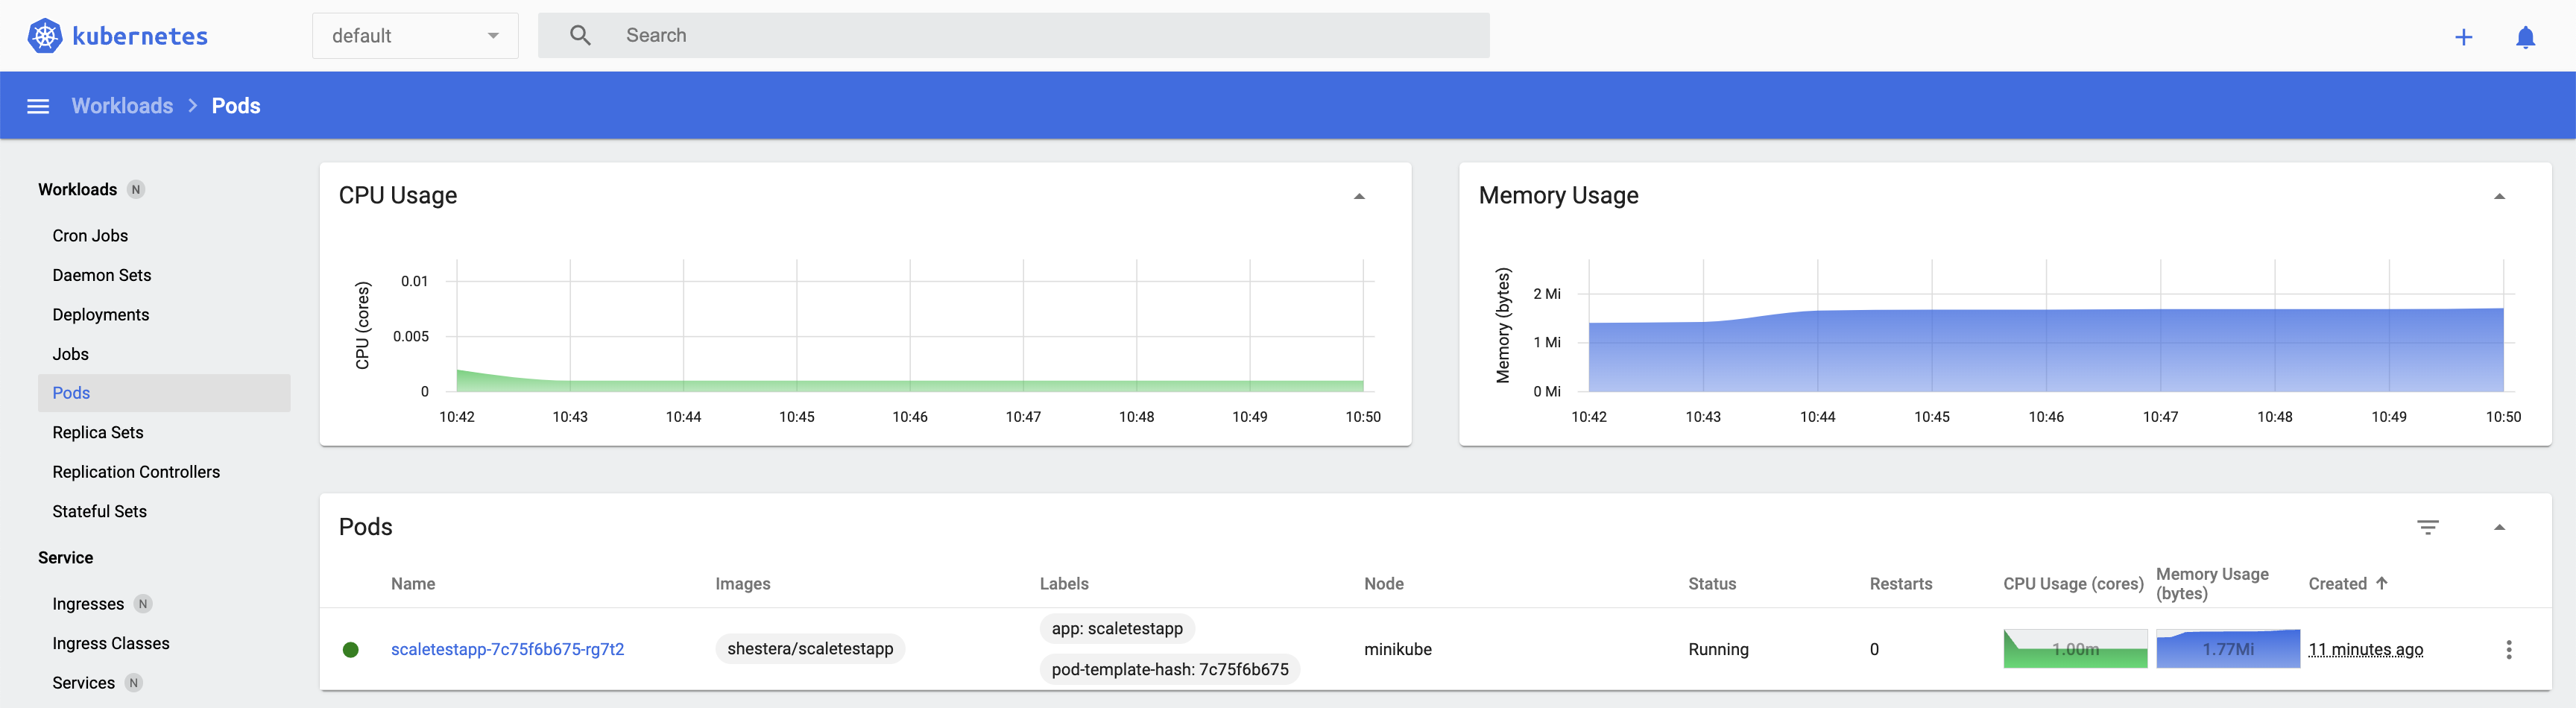 kubernetes
default
Search
Workloads
Pods
Workloads N
Cron Jobs
Daemon Sets
Deployments
Jobs
Pods
Replica Sets
Replication Controllers
Stateful Sets
Service
Ingresses N
Ingress Classes
Services N
CPU Usage
CPU (cores)
0.01
0.005
0
10:42 10:43 10:44 10:45 10:46 10:47 10:48 10:49 10:50
Memory Usage
Memory (bytes)
2 Mi
1 Mi
0 Mi
10:42 10:43 10:44 10:45 10:46 10:47 10:48 10:49 10:50
Pods
Name Images Labels Node Status Restarts CPU Usage (cores) Memory Usage (bytes) Created
scaletestapp-7c75f6b675-rg7t2 shestera/scaletestapp app: scaletestapp minikube Running 0 1.00m 1.77Mi 11 minutes ago
pod-template-hash: 7c75f6b675